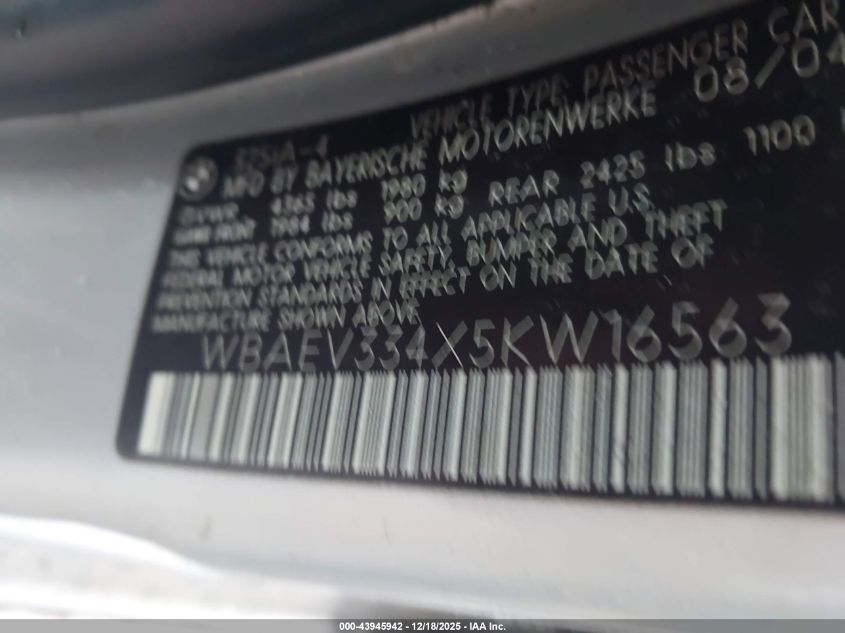 325iA-4 VEHICLE TYPE: PASSENGER CAR
MFD BY BAYERISCHE MOTORENWERKE 08/04
GVWR 4365 lbs 1980 kg
GAWR FRONT 1984 lbs 900 kg REAR 2425 lbs 1100
THIS VEHICLE CONFORMS TO ALL APPLICABLE U.S.
FEDERAL MOTOR VEHICLE SAFETY, BUMPER AND THEFT
PREVENTION STANDARDS IN EFFECT ON THE DATE OF
MANUFACTURE SHOWN ABOVE.
WBAEV334X5KW16563
000-43945942 - 12/18/2025 - IAA Inc.